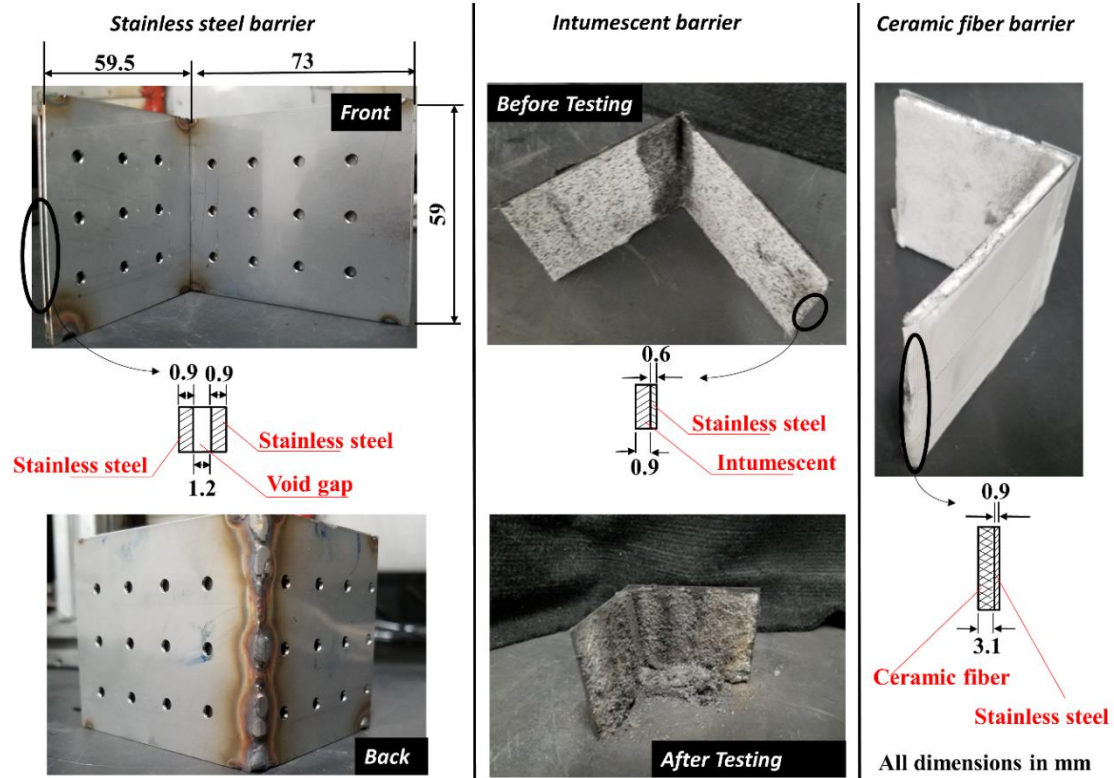 Stainless steel barrier
59.5
73
Front
59
0.9
0.9
Stainless steel
Stainless steel
Void gap
1.2
Back
Intumescent barrier
Before Testing
0.6
Stainless steel
Intumescent
0.9
After Testing
Ceramic fiber barrier
0.9
3.1
Ceramic fiber
Stainless steel
All dimensions in mm